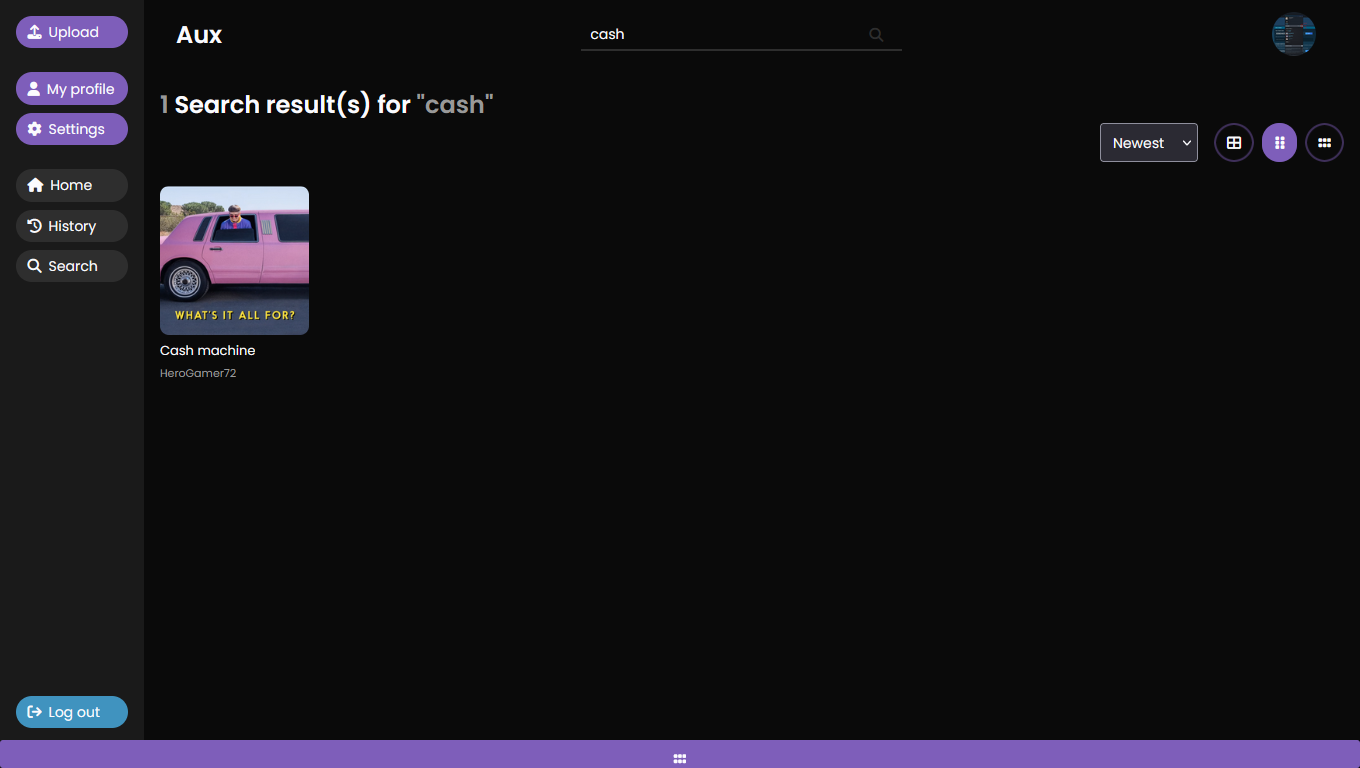 Upload
My profile
Settings
Home
History
Search
Log out
Aux
cash
1 Search result(s) for "cash"
Newest
WHAT'S IT ALL FOR?
Cash machine
HeroGamer72